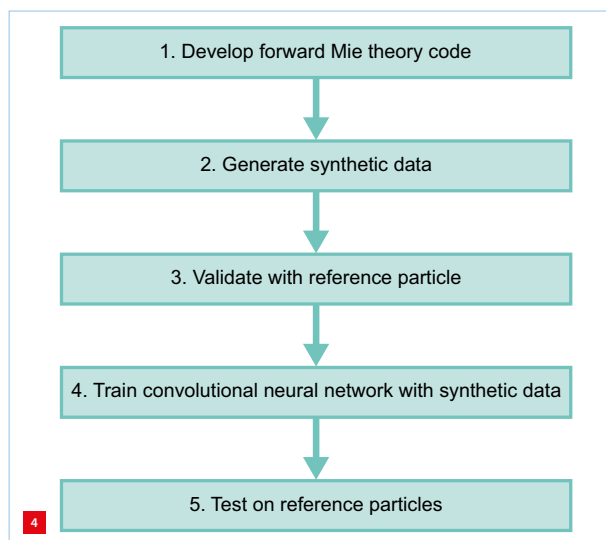 1. Develop forward Mie theory code
2. Generate synthetic data
3. Validate with reference particle
4. Train convolutional neural network with synthetic data
5. Test on reference particles
4